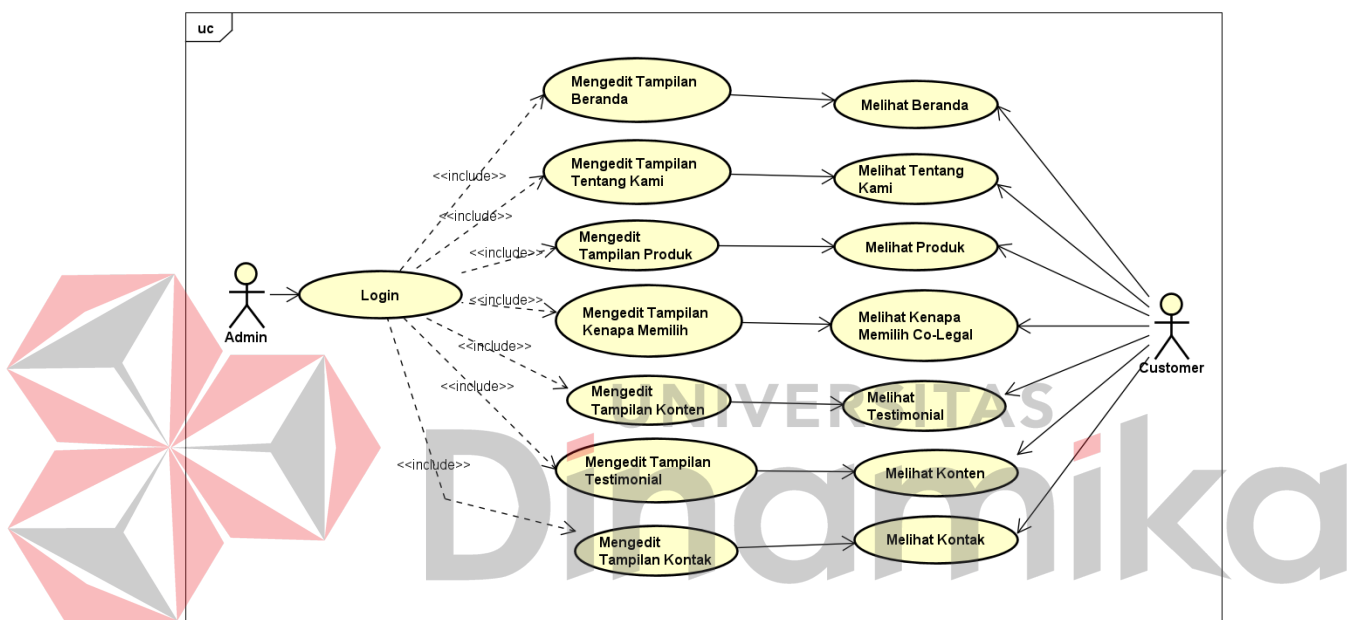 uc
Mengedit Tampilan
Beranda
Melihat Beranda
<<include>>
Mengedit Tampilan
Tentang Kami
Melihat Tentang
Kami
<<include>>
Mengedit
Tampilan Produk
Melihat Produk
<<include>>
Login
Admin
<<include>>
Mengedit Tampilan
Kenapa Memilih
Melihat Kenapa
Memilih Co-Legal
Customer
<<include>>
Mengedit
Tampilan Konten
Melihat
Testimonial
<<include>>
Mengedit Tampilan
Testimonial
Melihat Konten
<<include>>
Mengedit
Tampilan Kontak
Melihat Kontak
UNIVERSITAS
Dinamika